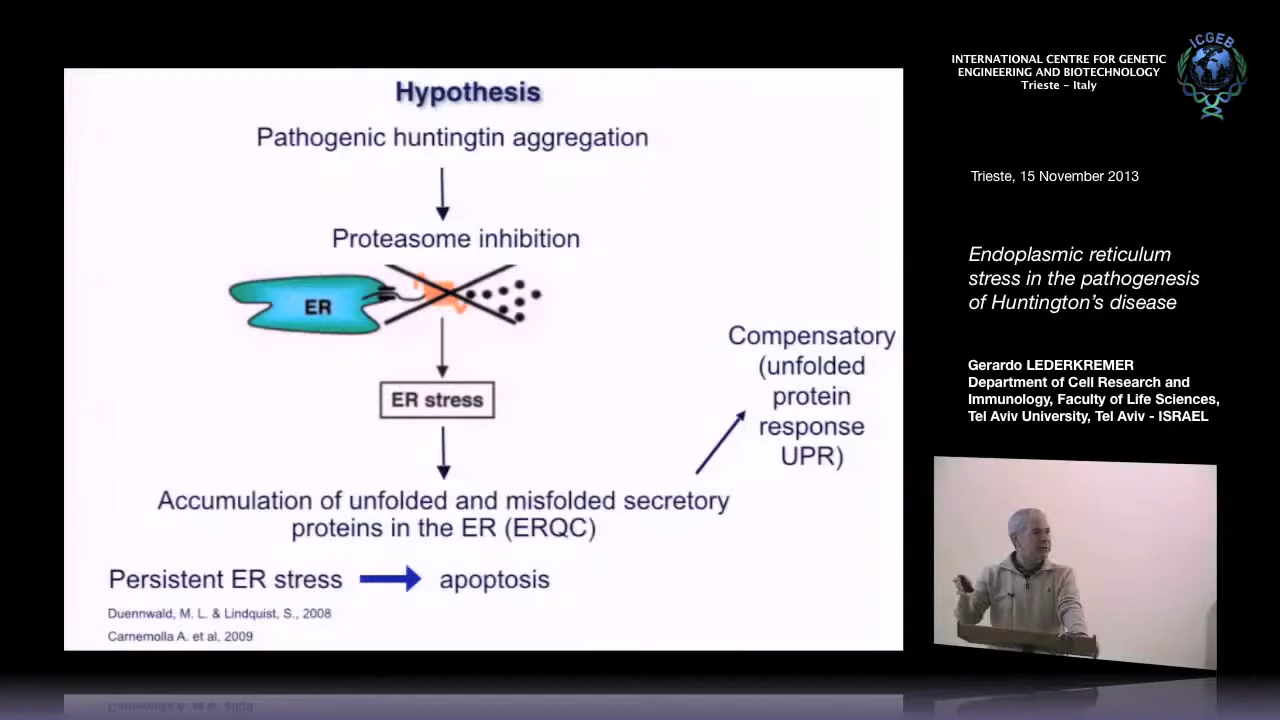 Hypothesis
Pathogenic huntingtin aggregation
Proteasome inhibition
ER
ER stress
Compensatory
(unfolded
protein
response
UPR)
Accumulation of unfolded and misfolded secretory
proteins in the ER (ERQC)
Persistent ER stress
apoptosis
Duennwald, M. L. & Lindquist, S., 2008
Carnemolla A. et al, 2009
INTERNATIONAL CENTRE FOR GENETIC
ENGINEERING AND BIOTECHNOLOGY
Trieste - Italy
ICGEB
Trieste, 15 November 2013
Endoplasmic reticulum
stress in the pathogenesis
of Huntington's disease
Gerardo LEDERKREMER
Department of Cell Research and
Immunology, Faculty of Life Sciences,
Tel Aviv University, Tel Aviv - ISRAEL